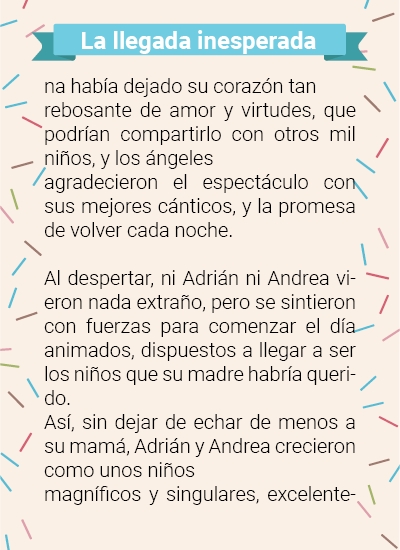 La llegada inesperada
na había dejado su corazón tan
rebosante de amor y virtudes, que
podrían compartirlo con otros mil
niños, y los ángeles
agradecieron el espectáculo con
sus mejores cánticos, y la promesa
de volver cada noche.
Al despertar, ni Adrián ni Andrea vi-
eron nada extraño, pero se sintieron
con fuerzas para comenzar el día
animados, dispuestos a llegar a ser
los niños que su madre habría queri-
do.
Así, sin dejar de echar de menos a
su mamá, Adrián y Andrea crecieron
como unos niños
magníficos y singulares, excelente-